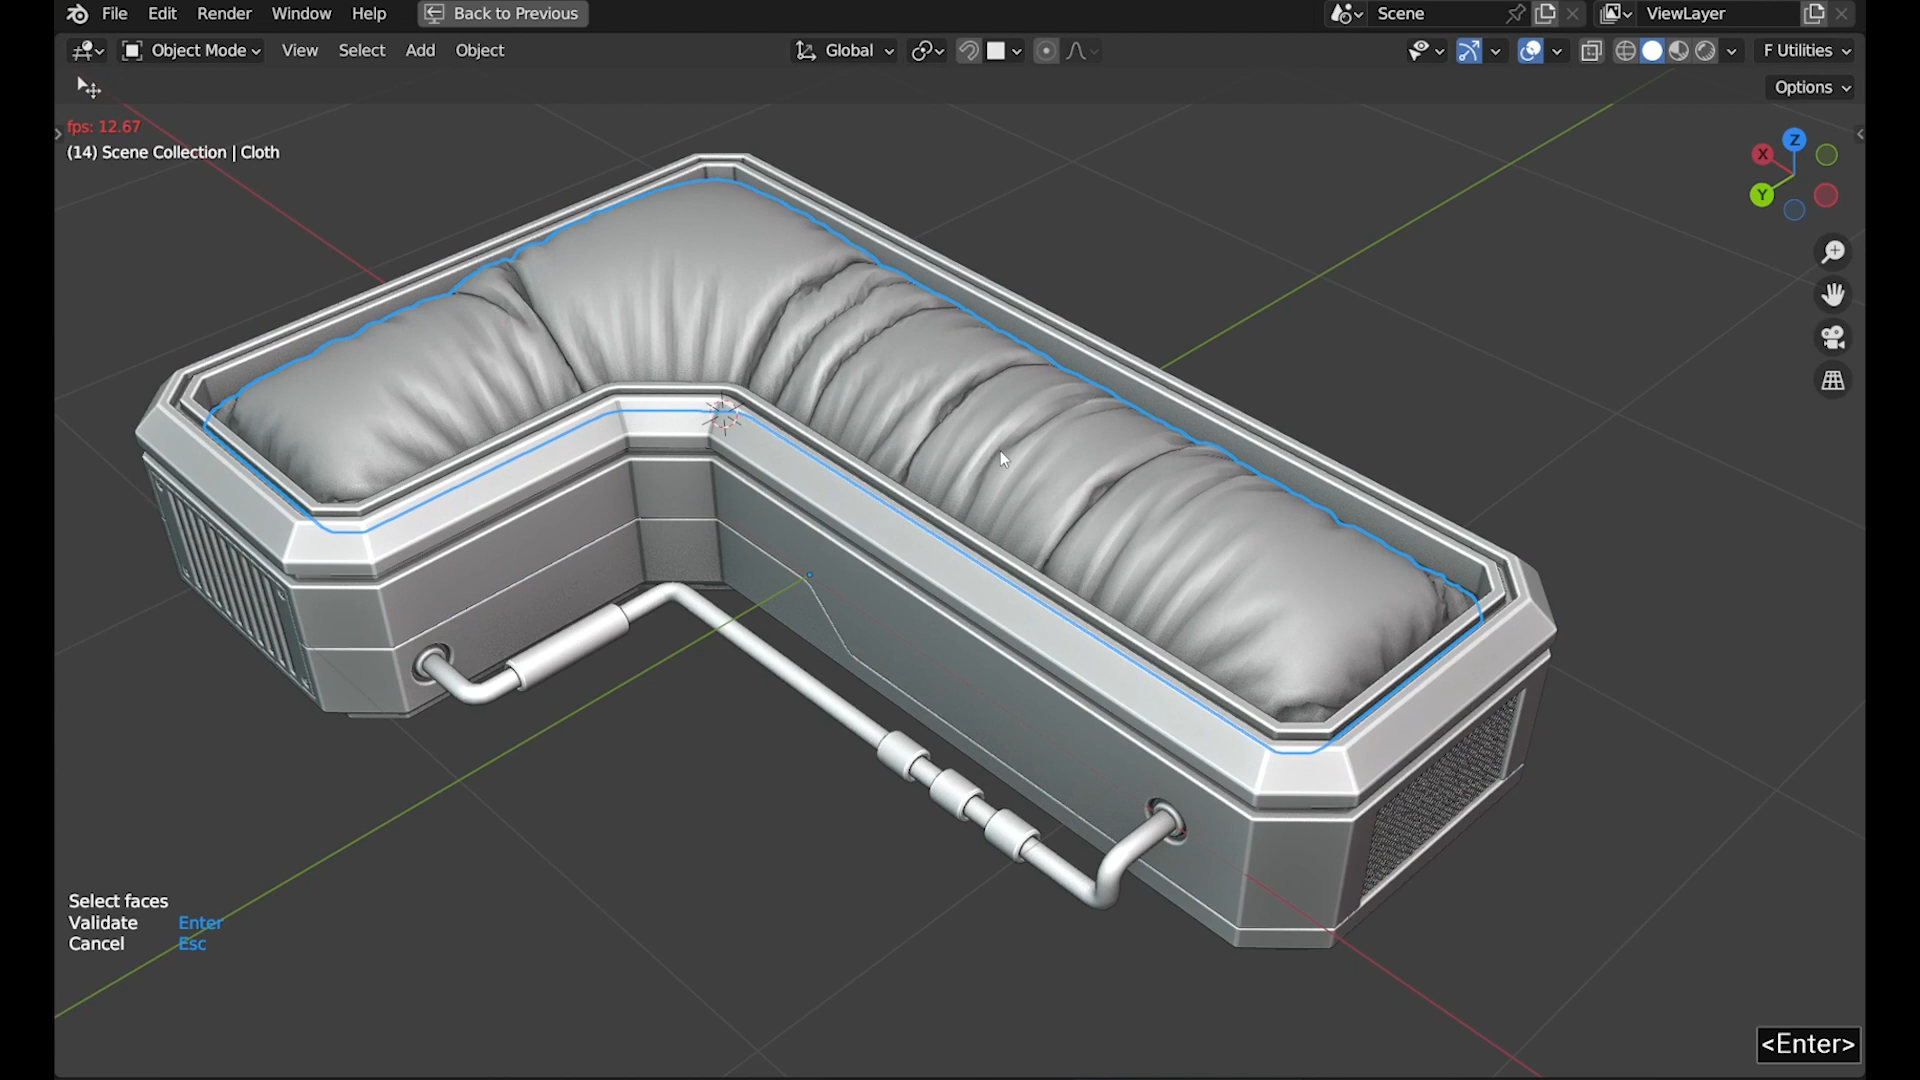 File Edit Render Window Help Back to Previous Scene ViewLayer
Object Mode View Select Add Object Global F Utilities
Options
fps: 12.67
(14) Scene Collection | Cloth
Z
X
Y
Select faces
Validate Enter
Cancel Esc
<Enter>